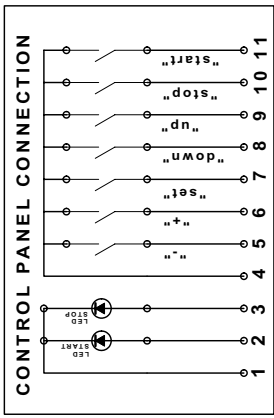 CONTROL PANEL CONNECTION
"start" 11
"stop" 10
"up" 9
"down" 8
"set" 7
"+" 6
"-" 5
4
LED STOP 3
LED START 2
1